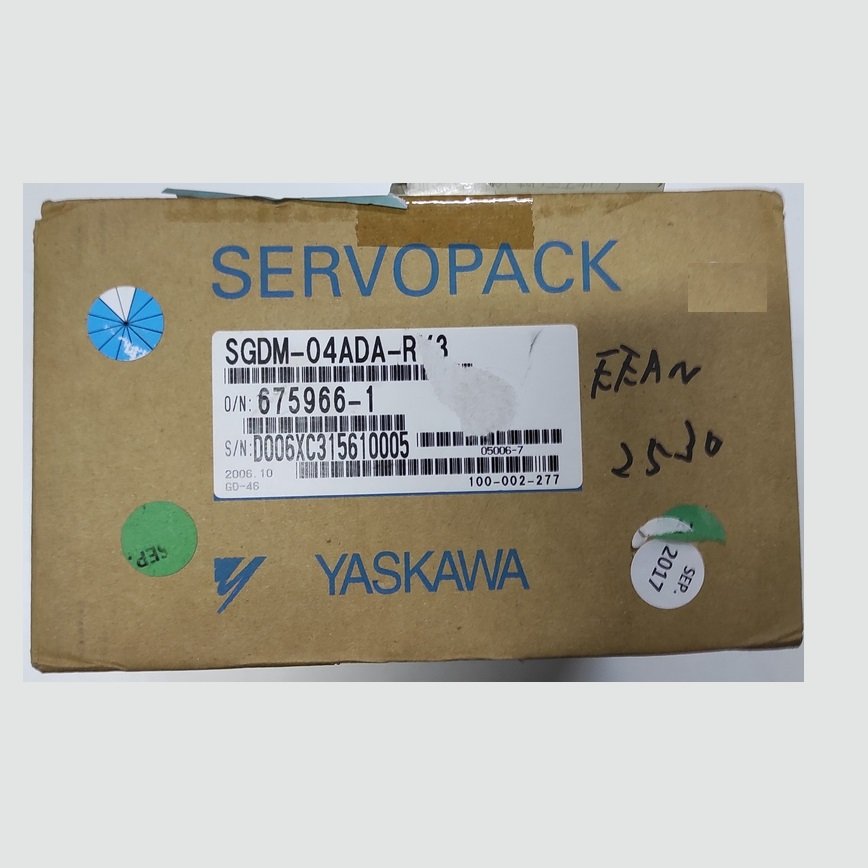 SERVOPACK
SGDM-04ADA-R
O/N: 675966-1
S/N: D006XC315610005
05006-7
2006.10
GD-46
100-002-277
2530
SEP.
SEP.
2017
YASKAWA